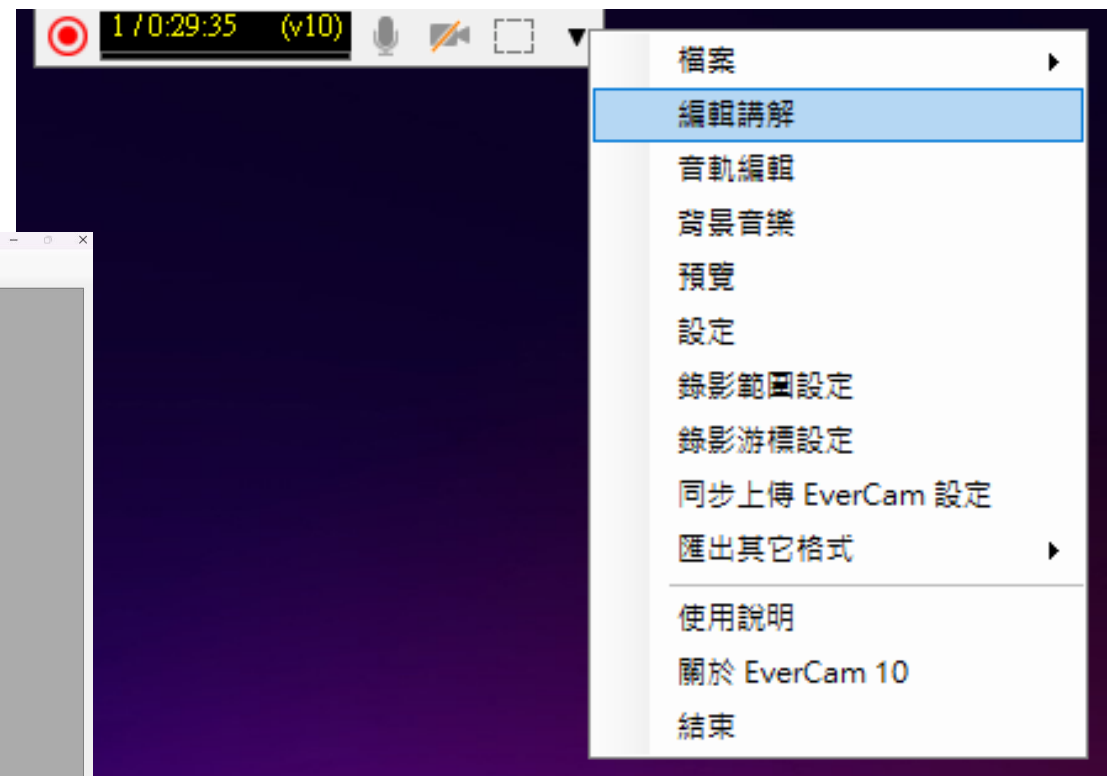 1 / 0:29:35 (v10)
檔案
編輯講解
音軌編輯
背景音樂
預覽
設定
錄影範圍設定
錄影游標設定
同步上傳 EverCam 設定
匯出其它格式
使用說明
關於 EverCam 10
結束